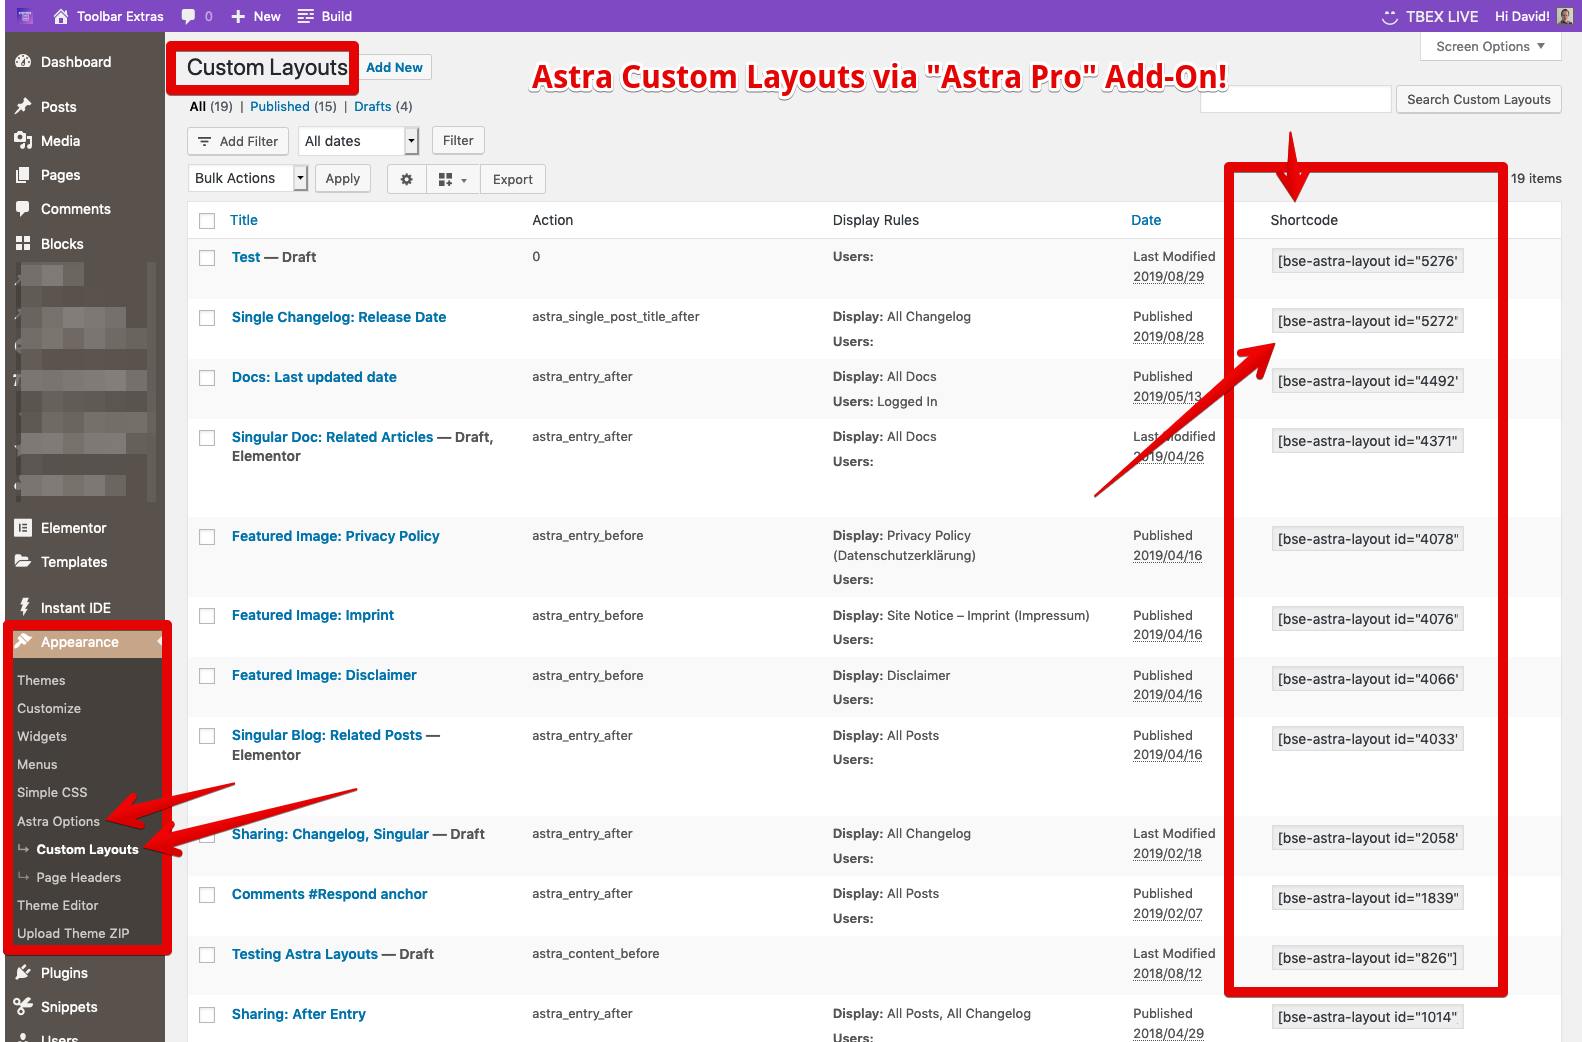 Toolbar Extras 0 New Build TBEX LIVE Hi David!
Screen Options
Custom Layouts Add New
Astra Custom Layouts via "Astra Pro" Add-On!
All (19) | Published (15) | Drafts (4)
Search Custom Layouts
Add Filter All dates Filter
Bulk Actions Apply Export
19 items
Dashboard
Posts
Media
Pages
Comments
Blocks
Elementor
Templates
Instant IDE
Appearance
Themes
Customize
Widgets
Menus
Simple CSS
Astra Options
Custom Layouts
Page Headers
Theme Editor
Upload Theme ZIP
Plugins
Snippets
Users
Title Action Display Rules Date Shortcode
Test — Draft 0 Users: Last Modified [bse-astra-layout id="5276"
2019/08/29
Single Changelog: Release Date astra_single_post_title_after Display: All Changelog Published [bse-astra-layout id="5272"
Users: 2019/08/28
Docs: Last updated date astra_entry_after Display: All Docs Published [bse-astra-layout id="4492"
Users: Logged In 2019/05/13
Singular Doc: Related Articles — Draft, astra_entry_after Display: All Docs Last Modified [bse-astra-layout id="4371"
Elementor Users: 2019/04/26
Featured Image: Privacy Policy astra_entry_before Display: Privacy Policy Published [bse-astra-layout id="4078"
(Datenschutzerklärung) 2019/04/16
Users:
Featured Image: Imprint astra_entry_before Display: Site Notice – Imprint (Impressum) Published [bse-astra-layout id="4076"
Users: 2019/04/16
Featured Image: Disclaimer astra_entry_before Display: Disclaimer Published [bse-astra-layout id="4066"
Users: 2019/04/16
Singular Blog: Related Posts — astra_entry_after Display: All Posts Published [bse-astra-layout id="4033"
Elementor Users: 2019/04/16
Sharing: Changelog, Singular — Draft astra_entry_after Display: All Changelog Last Modified [bse-astra-layout id="2058"
Users: 2019/02/18
Comments #Respond anchor astra_entry_after Display: All Posts Published [bse-astra-layout id="1839"
Users: 2019/02/07
Testing Astra Layouts — Draft astra_content_before Last Modified [bse-astra-layout id="826"]
2018/08/12
Sharing: After Entry astra_entry_after Display: All Posts, All Changelog Published [bse-astra-layout id="1014"
Users: 2018/04/29